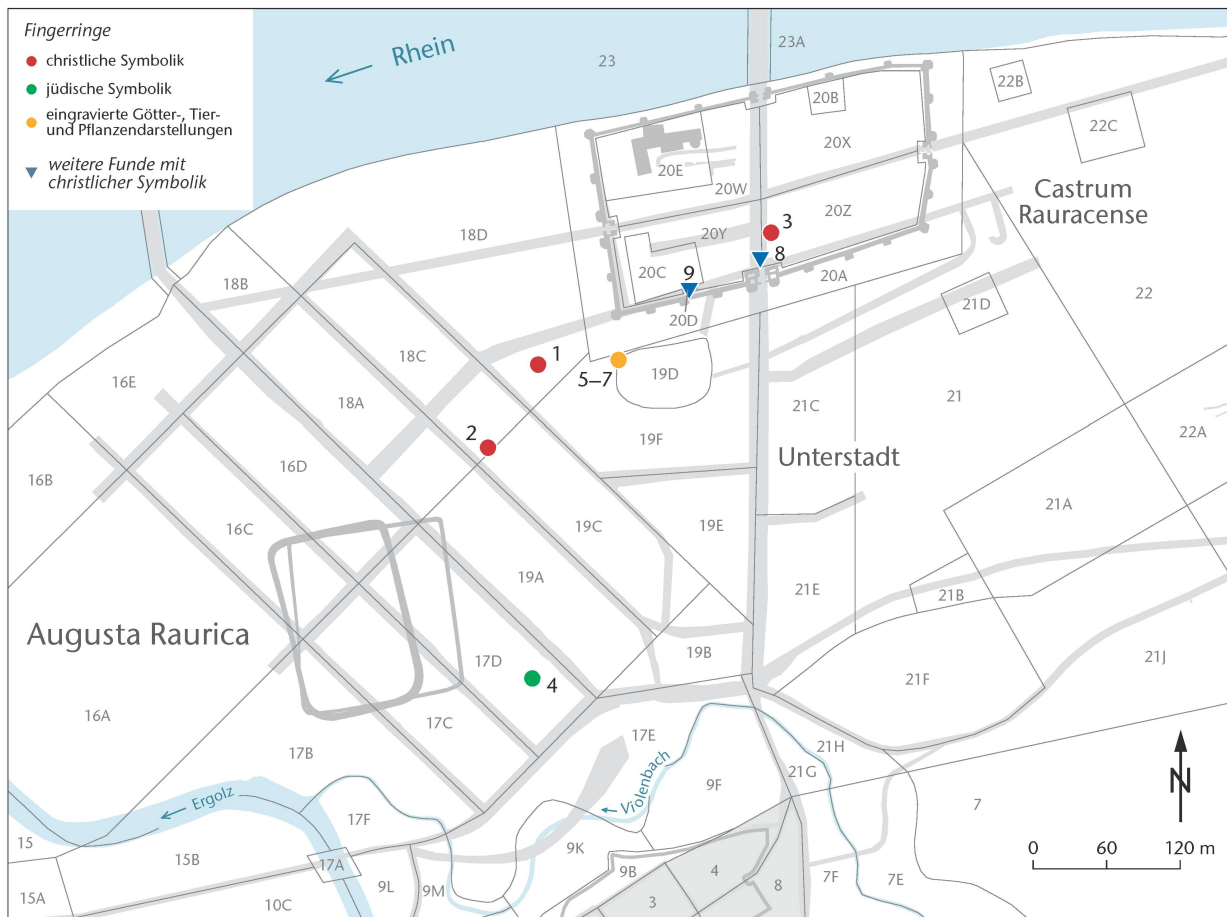 Fingerringe
christliche Symbolik
jüdische Symbolik
eingravierte Götter-, Tier-
und Pflanzendarstellungen
weitere Funde mit
christlicher Symbolik
Rhein
23
23A
22B
22C
20B
20X
20E
20W
Castrum
Rauracense
20Z
3
20Y
18D
8
20C
9
20A
18B
20D
21D
22
18C
1
5–7
19D
16E
18A
21C
21
2
19F
22A
16D
Unterstadt
16B
21A
16C
19C
19E
19A
21E
21B
Augusta Raurica
19B
21J
17D
4
21F
16A
17C
17B
17E
21H
Violenbach
21G
9F
N
Ergolz
7
17F
15
15B
17A
9K
9B
4
0 60 120 m
15A
9L
9M
8
7F
7E
10C
3